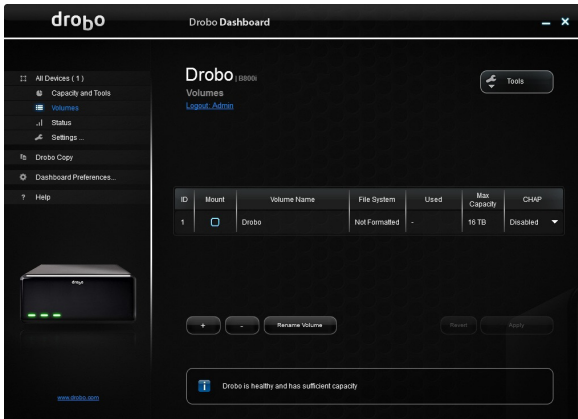 drobo
Drobo Dashboard
All Devices ( 1 )
Capacity and Tools
Volumes
Status
Settings ...
Drobo Copy
Dashboard Preferences...
? Help
drobo
www.drobo.com
Drobo | B800i
Volumes
Logout: Admin
Tools
ID Mount Volume Name File System Used Max Capacity CHAP
1 Drobo Not Formatted - 16 TB Disabled
+ - Rename Volume Revert Apply
Drobo is healthy and has sufficient capacity